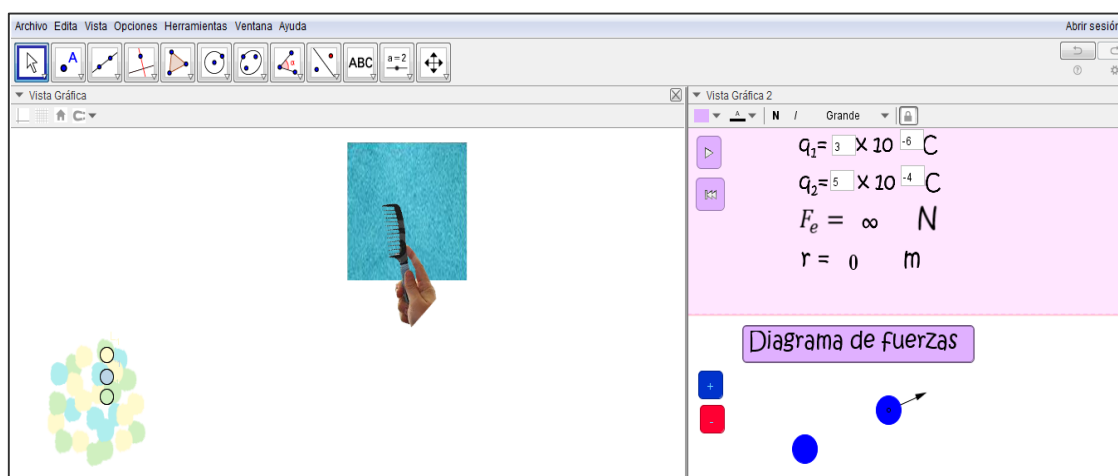 Archivo Edita Vista Opciones Herramientas Ventana Ayuda
Abrir sesión
A
α
ABC
a=2
Vista Gráfica
Vista Gráfica 2
A
N I Grande
q₁= 3 X 10 -6 C
q₂= 5 X 10 -4 C
Fₑ = ∞ N
r = 0 m
Diagrama de fuerzas
+
-